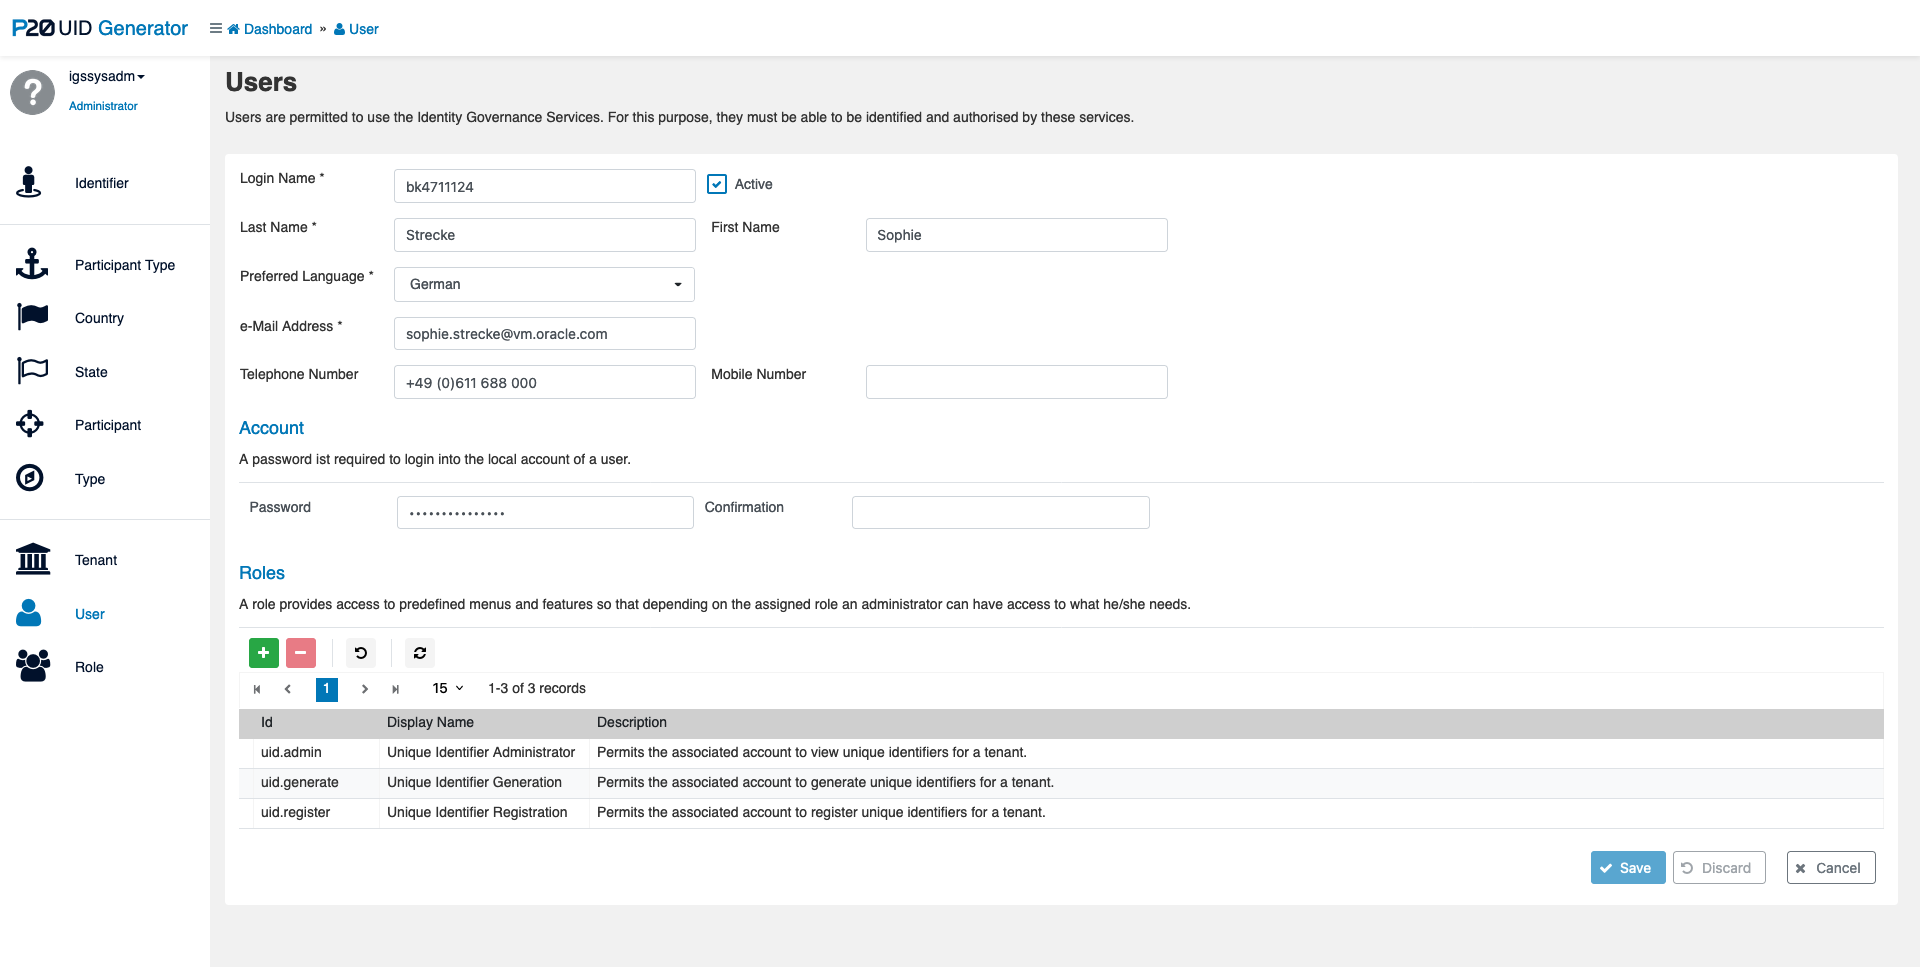 P20 UID Generator
Dashboard » User
igssysadm
Administrator
Identifier
Participant Type
Country
State
Participant
Type
Tenant
User
Role
Users
Users are permitted to use the Identity Governance Services. For this purpose, they must be able to be identified and authorised by these services.
Login Name * bk4711124 Active
Last Name * Strecke First Name Sophie
Preferred Language * German
e-Mail Address * sophie.strecke@vm.oracle.com
Telephone Number +49 (0)611 688 000 Mobile Number
Account
A password ist required to login into the local account of a user.
Password ••••••••••••••• Confirmation
Roles
A role provides access to predefined menus and features so that depending on the assigned role an administrator can have access to what he/she needs.
1 15 1-3 of 3 records
Id Display Name Description
uid.admin Unique Identifier Administrator Permits the associated account to view unique identifiers for a tenant.
uid.generate Unique Identifier Generation Permits the associated account to generate unique identifiers for a tenant.
uid.register Unique Identifier Registration Permits the associated account to register unique identifiers for a tenant.
Save Discard Cancel